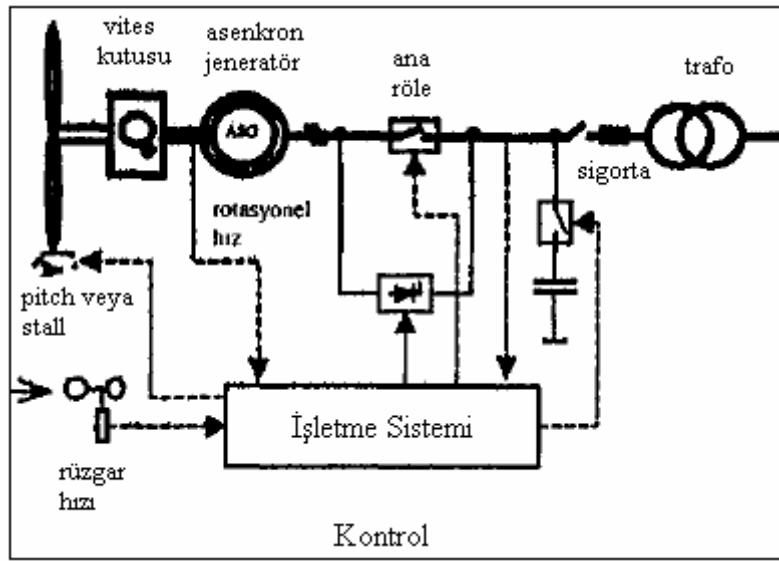 vites
kutusu
asenkron
jeneratör
ana
röle
trafo
ASG
sigorta
rotasyonel
hız
pitch veya
stall
İşletme Sistemi
rüzgar
hızı
Kontrol